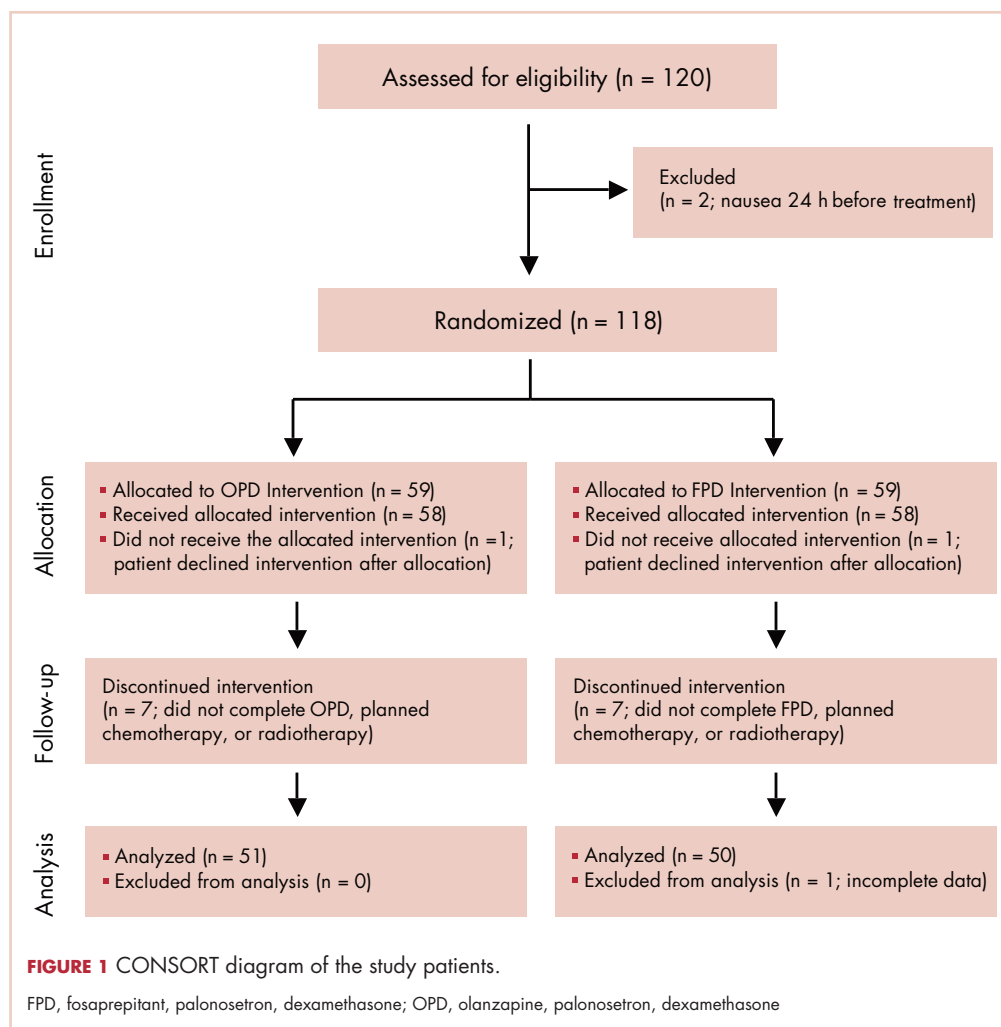 Assessed for eligibility (n = 120)
Enrollment
Excluded
(n = 2; nausea 24 h before treatment)
Randomized (n = 118)
Allocation
▪ Allocated to OPD Intervention (n = 59)
▪ Received allocated intervention (n = 58)
▪ Did not receive the allocated intervention (n =1;
patient declined intervention after allocation)
▪ Allocated to FPD Intervention (n = 59)
▪ Received allocated intervention (n = 58)
▪ Did not receive allocated intervention (n = 1;
patient declined intervention after allocation)
Follow-up
Discontinued intervention
(n = 7; did not complete OPD, planned
chemotherapy, or radiotherapy)
Discontinued intervention
(n = 7; did not complete FPD, planned
chemotherapy, or radiotherapy)
Analysis
▪ Analyzed (n = 51)
▪ Excluded from analysis (n = 0)
▪ Analyzed (n = 50)
▪ Excluded from analysis (n = 1; incomplete data)
FIGURE 1 CONSORT diagram of the study patients.
FPD, fosaprepitant, palonosetron, dexamethasone; OPD, olanzapine, palonosetron, dexamethasone